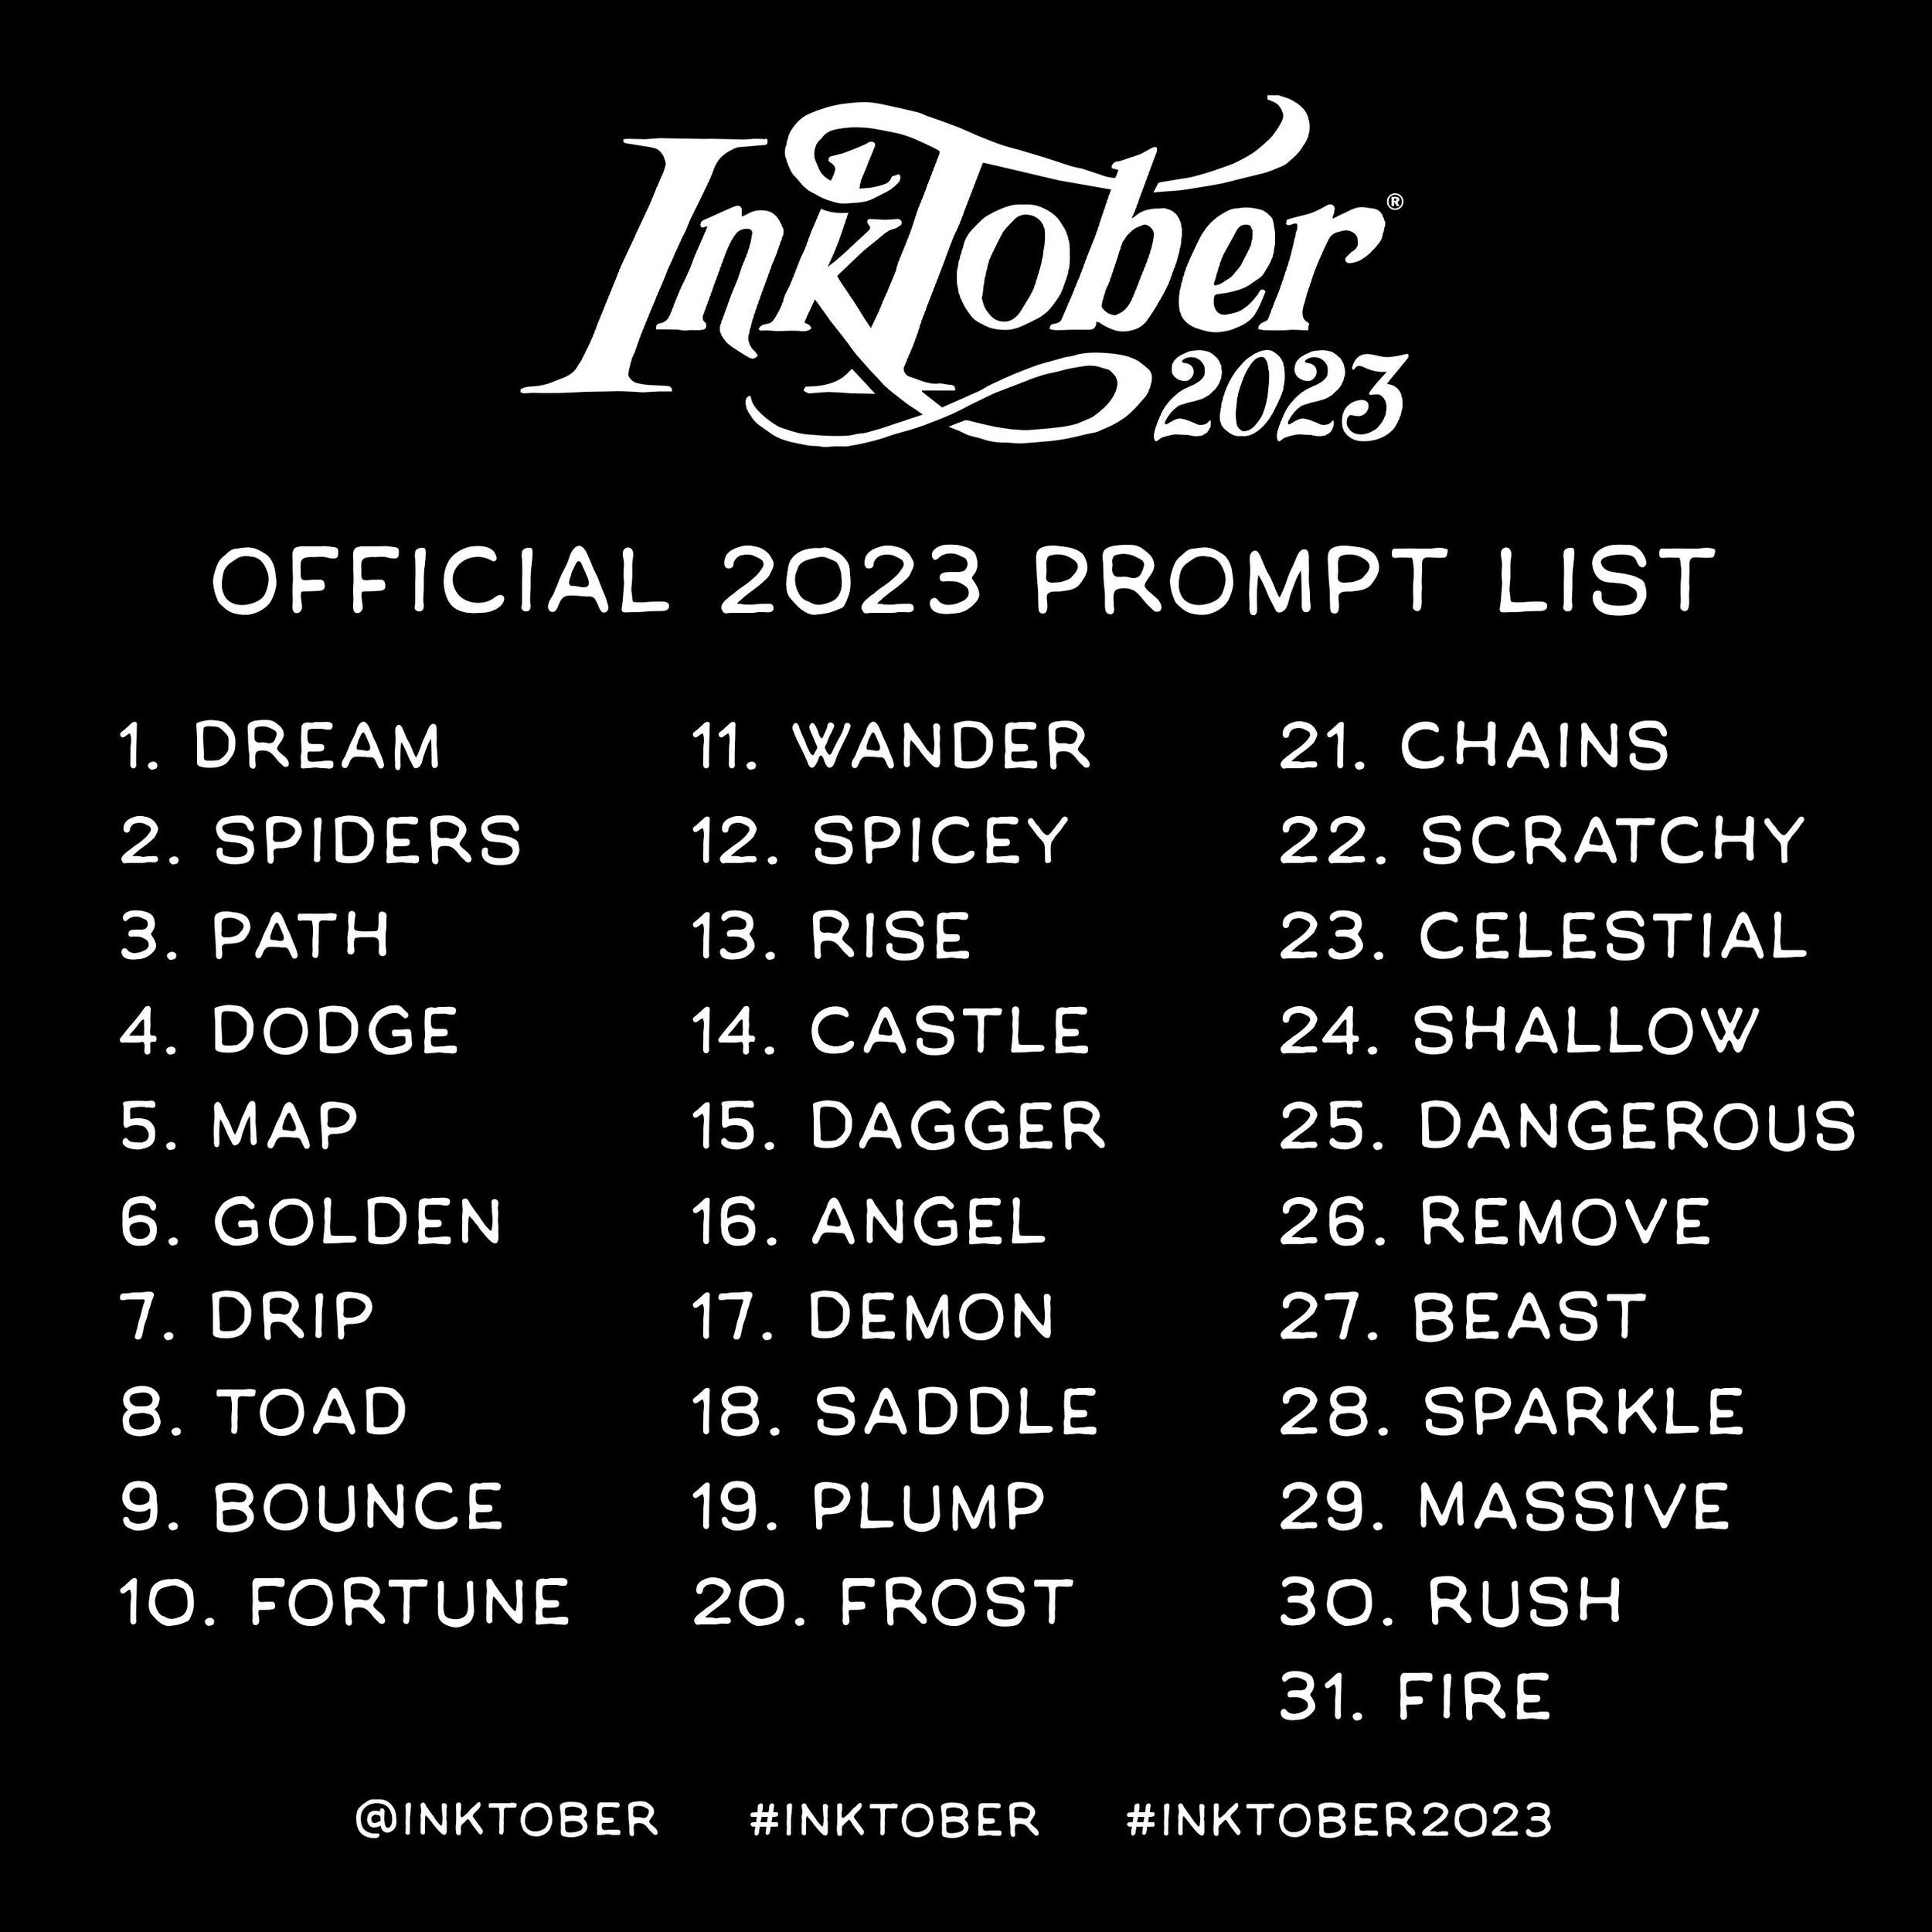 InkTober®
2023
OFFICIAL 2023 PROMPT LIST
1. DREAM
2. SPIDERS
3. PATH
4. DODGE
5. MAP
6. GOLDEN
7. DRIP
8. TOAD
9. BOUNCE
10. FORTUNE
11. WANDER
12. SPICEY
13. RISE
14. CASTLE
15. DAGGER
16. ANGEL
17. DEMON
18. SADDLE
19. PLUMP
20. FROST
21. CHAINS
22. SCRATCHY
23. CELESTIAL
24. SHALLOW
25. DANGEROUS
26. REMOVE
27. BEAST
28. SPARKLE
29. MASSIVE
30. RUSH
31. FIRE
@INKTOBER #INKTOBER #INKTOBER2023